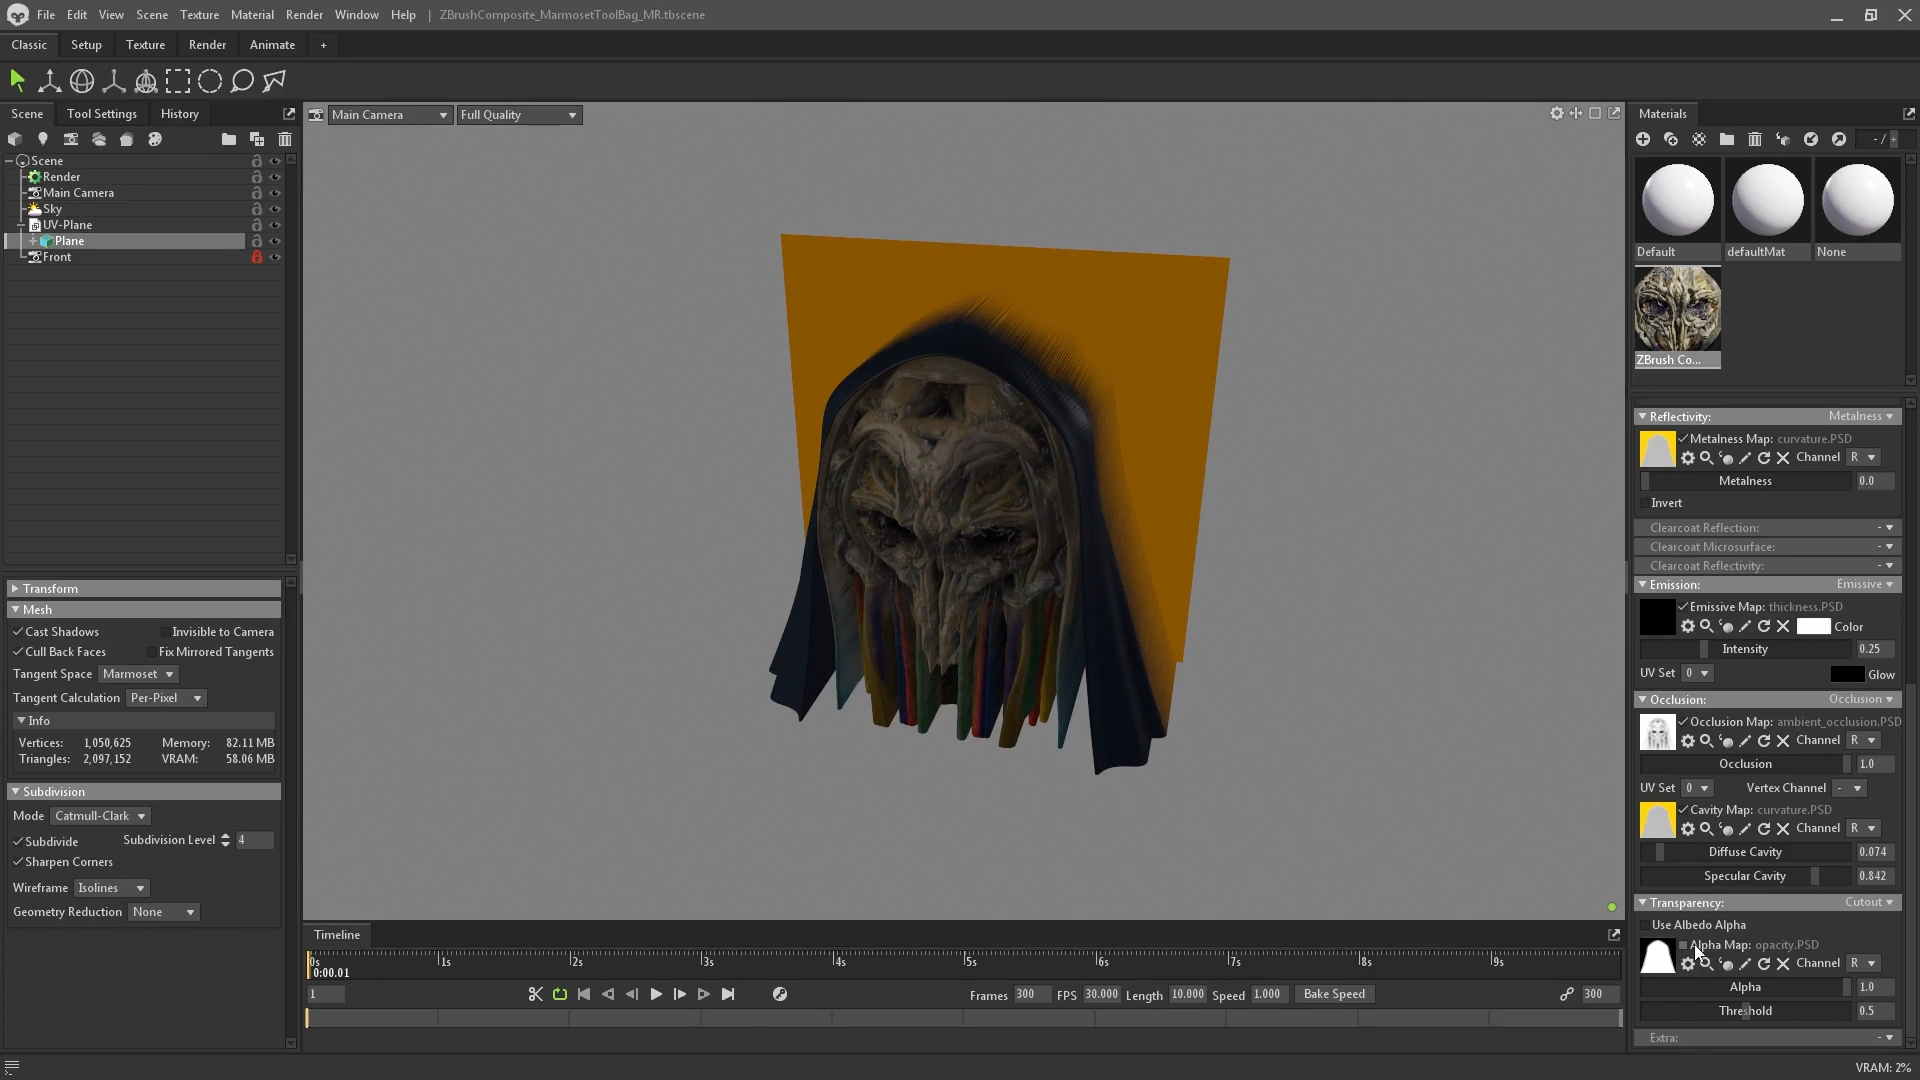 File Edit View Scene Texture Material Render Window Help | ZBrushComposite_MarmosetToolBag_MR.tbscene
Classic Setup Texture Render Animate +
Scene Tool Settings History
Main Camera Full Quality
Materials
- / +
Scene
Render
Main Camera
Sky
UV-Plane
Plane
Front
Default defaultMat None
ZBrush Co...
Reflectivity: Metalness
Metalness Map: curvature.PSD
Channel R
Metalness 0.0
Invert
Clearcoat Reflection: -
Clearcoat Microsurface: -
Clearcoat Reflectivity: -
Emission: Emissive
Emissive Map: thickness.PSD
Color
Intensity 0.25
UV Set 0 Glow
Occlusion: Occlusion
Occlusion Map: ambient_occlusion.PSD
Channel R
Occlusion 1.0
UV Set 0 Vertex Channel -
Cavity Map: curvature.PSD
Channel R
Diffuse Cavity 0.074
Specular Cavity 0.842
Transparency: Cutout
Use Albedo Alpha
Alpha Map: opacity.PSD
Channel R
Alpha 1.0
Threshold 0.5
Extra: -
Transform
Mesh
Cast Shadows Invisible to Camera
Cull Back Faces Fix Mirrored Tangents
Tangent Space Marmoset
Tangent Calculation Per-Pixel
Info
Vertices: 1,050,625 Memory: 82.11 MB
Triangles: 2,097,152 VRAM: 58.06 MB
Subdivision
Mode Catmull-Clark
Subdivide Subdivision Level 4
Sharpen Corners
Wireframe Isolines
Geometry Reduction None
Timeline
0s 1s 2s 3s 4s 5s 6s 7s 8s 9s
0:00.01
1 Frames 300 FPS 30.000 Length 10.000 Speed 1.000 Bake Speed 300
VRAM: 2%